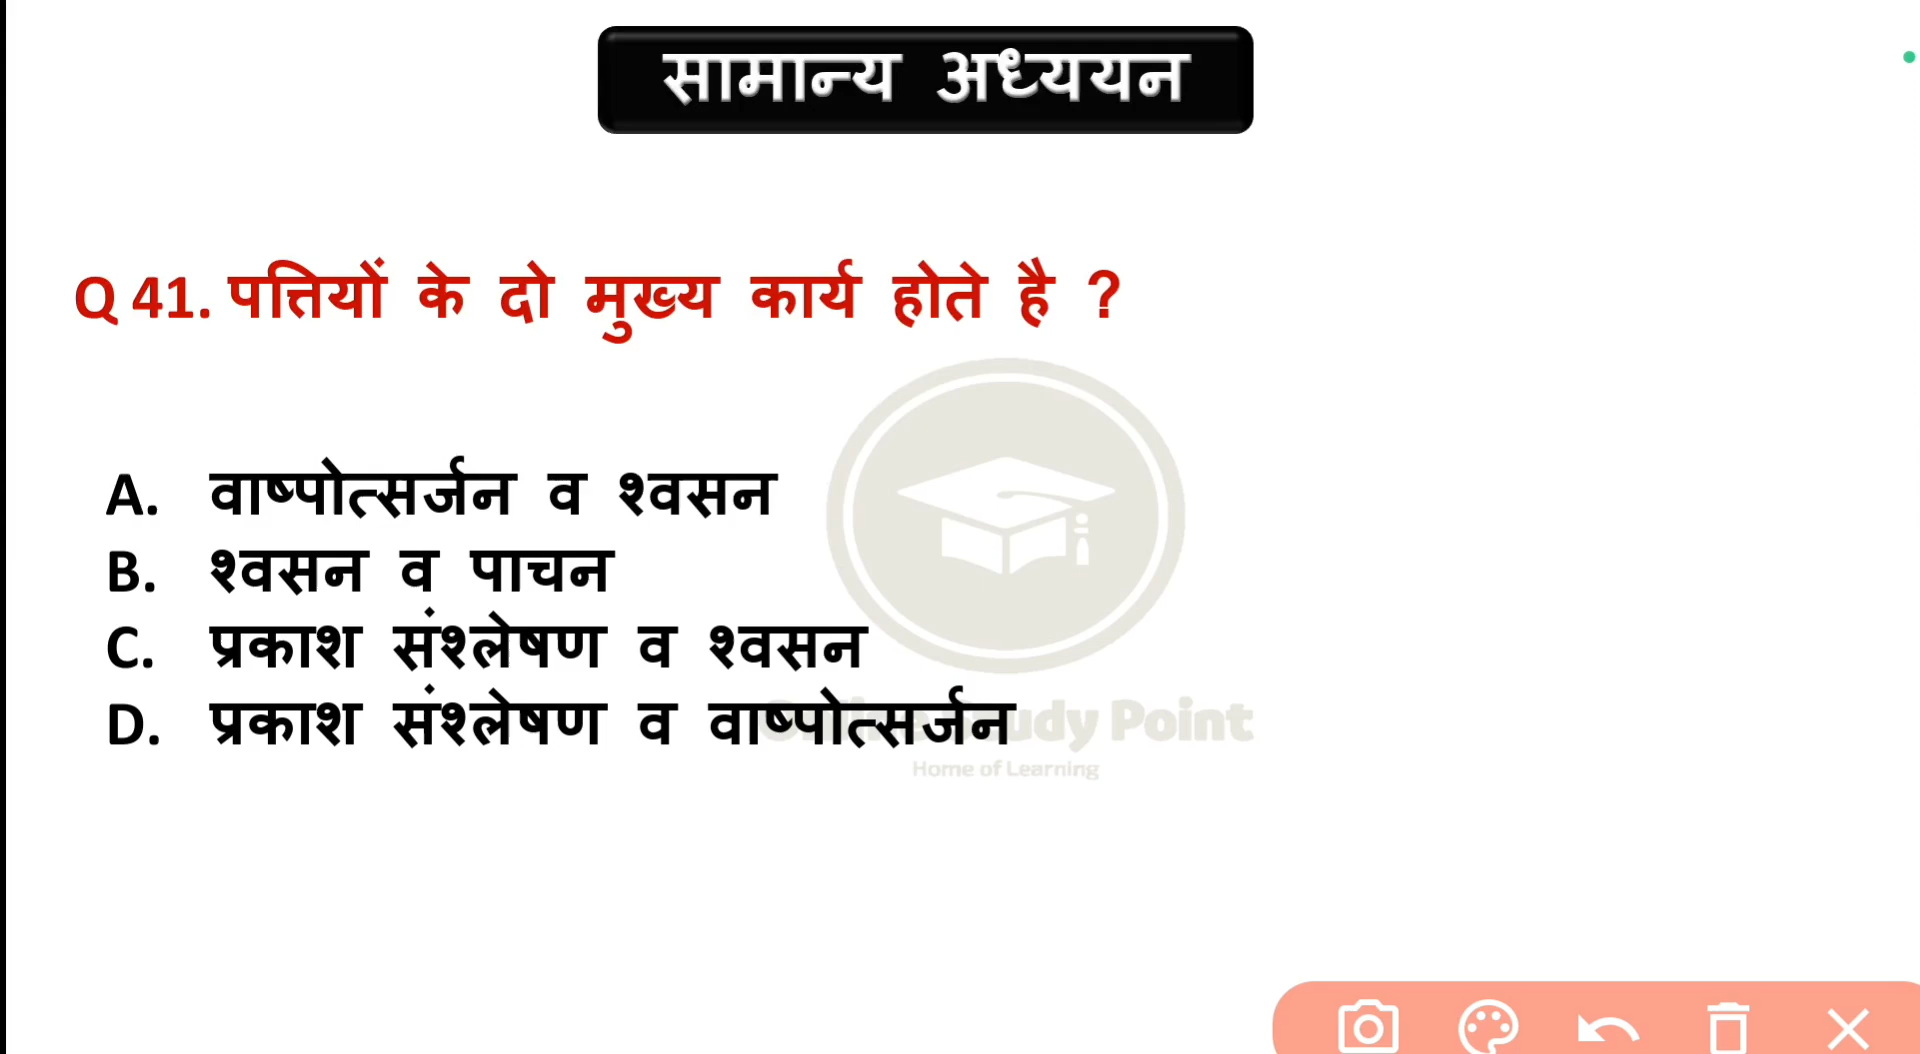 सामान्य अध्ययन
Q 41. पत्तियों के दो मुख्य कार्य होते है ?
A. वाष्पोत्सर्जन व श्वसन
B. श्वसन व पाचन
C. प्रकाश संश्लेषण व श्वसन
D. प्रकाश संश्लेषण व वाष्पोत्सर्जन
Study Point
Home of Learning